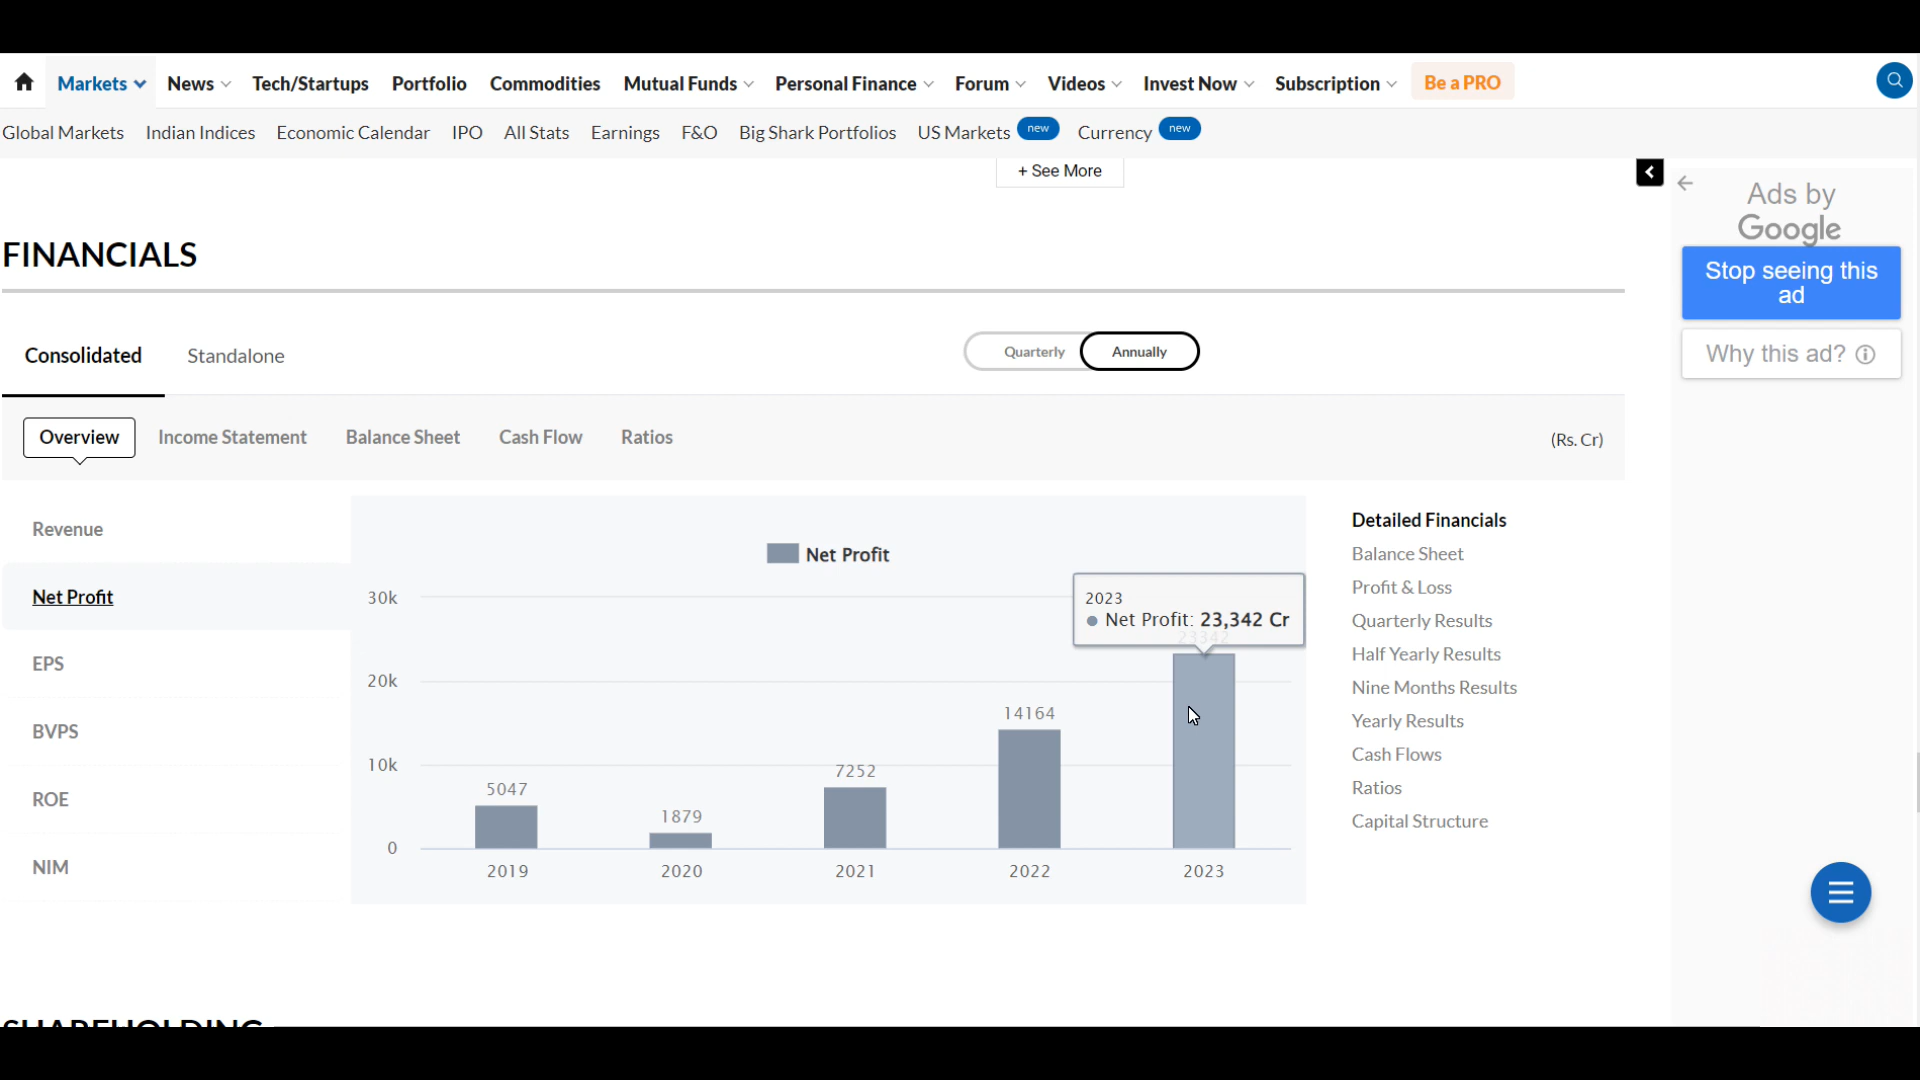 Markets News Tech/Startups Portfolio Commodities Mutual Funds Personal Finance Forum Videos Invest Now Subscription Be a PRO
Global Markets Indian Indices Economic Calendar IPO All Stats Earnings F&O Big Shark Portfolios US Markets new Currency new
+ See More
Ads by
Google
Stop seeing this
ad
Why this ad?
FINANCIALS
Consolidated Standalone
Quarterly Annually
Overview Income Statement Balance Sheet Cash Flow Ratios
(Rs. Cr)
Revenue
Net Profit
EPS
BVPS
ROE
NIM
Net Profit
30k
20k
10k
0
2023
Net Profit: 23,342 Cr
23342
14164
7252
5047
1879
2019 2020 2021 2022 2023
Detailed Financials
Balance Sheet
Profit & Loss
Quarterly Results
Half Yearly Results
Nine Months Results
Yearly Results
Cash Flows
Ratios
Capital Structure
SHAREHOLDING